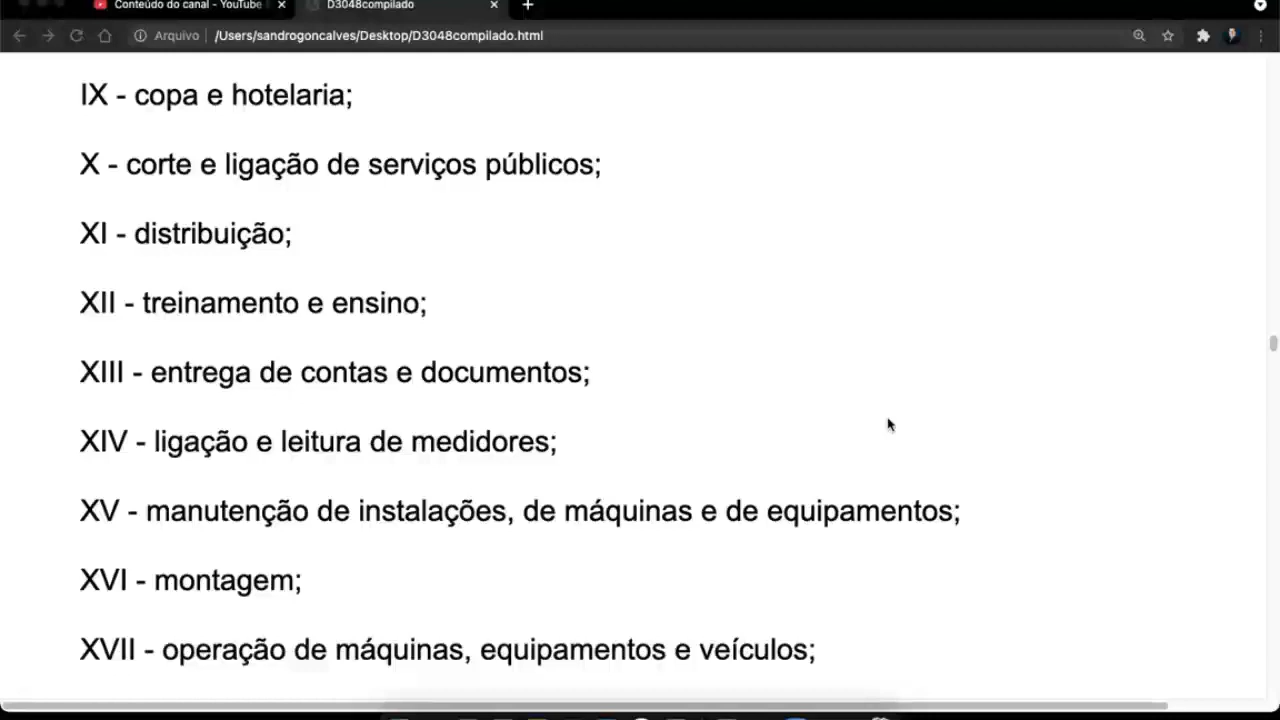 Conteúdo do canal - YouTube
D3048compilado
Arquivo
/Users/sandrogoncalves/Desktop/D3048compilado.html
IX - copa e hotelaria;
X - corte e ligação de serviços públicos;
XI - distribuição;
XII - treinamento e ensino;
XIII - entrega de contas e documentos;
XIV - ligação e leitura de medidores;
XV - manutenção de instalações, de máquinas e de equipamentos;
XVI - montagem;
XVII - operação de máquinas, equipamentos e veículos;